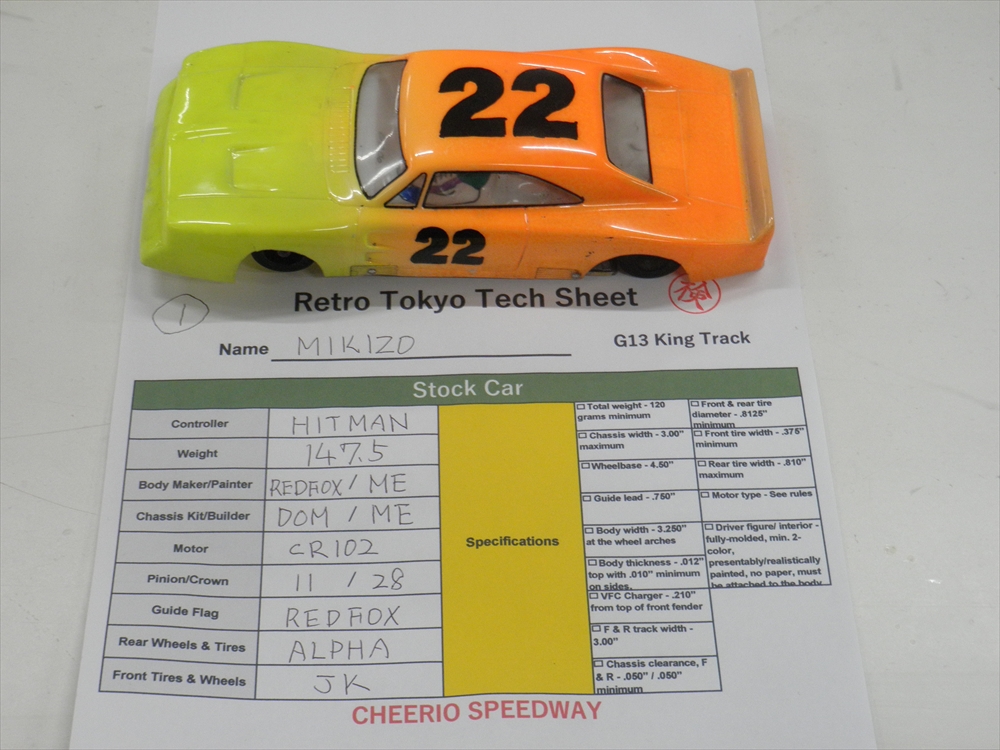 22
22
Retro Tokyo Tech Sheet
1
Name MIKIZO
G13 King Track
Stock Car
Controller HITMAN
Weight 147.5
Body Maker/Painter REDFOX / ME
Chassis Kit/Builder DOM / ME
Motor CR102
Pinion/Crown 11 / 28
Guide Flag REDFOX
Rear Wheels & Tires ALPHA
Front Tires & Wheels JK
Specifications
Total weight - 120
grams minimum
Chassis width - 3.00"
maximum
Wheelbase - 4.50"
Guide lead - .750"
Body width - 3.250"
at the wheel arches
Body thickness - .012"
top with .010" minimum
on sides.
VFC Charger - .210"
from top of front fender
F & R track width -
3.00"
Chassis clearance, F
& R - .050" / .050"
minimum
Front & rear tire
diameter - .8125"
minimum
Front tire width - .375"
minimum
Rear tire width - .810"
maximum
Motor type - See rules
Driver figure/ interior -
fully-molded, min. 2-
color,
presentably/realistically
painted, no paper, must
be attached to the body
CHEERIO SPEEDWAY